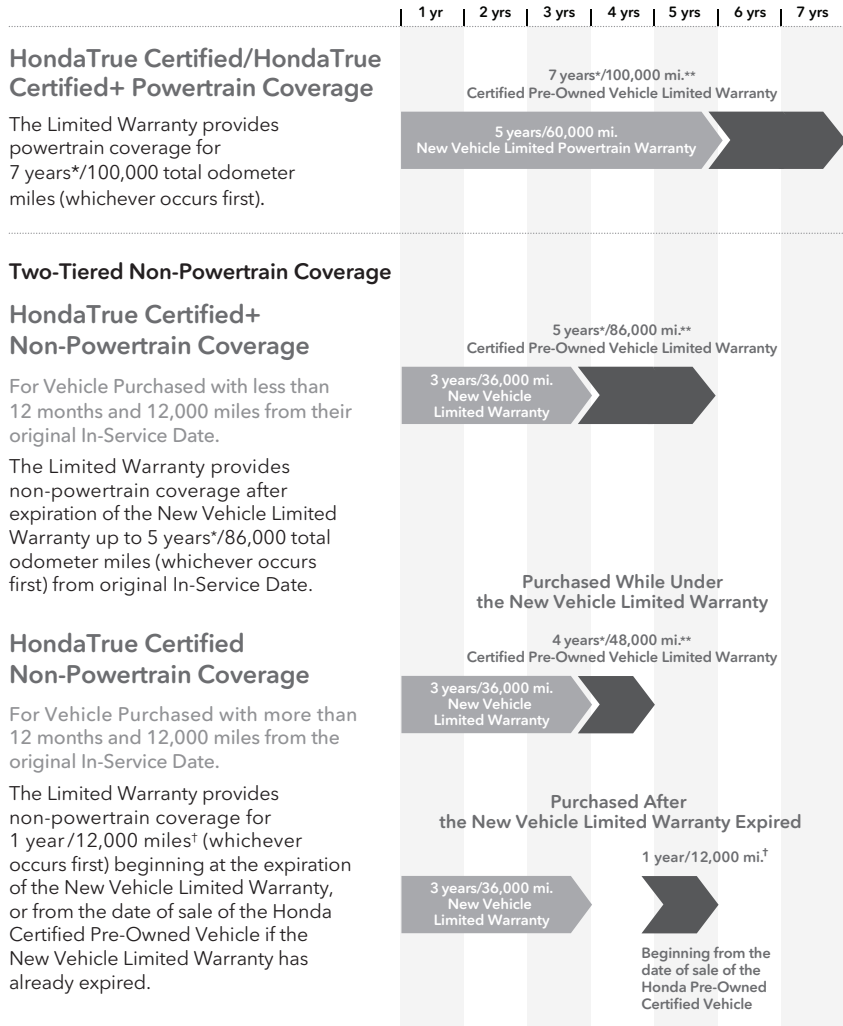 1 yr 2 yrs 3 yrs 4 yrs 5 yrs 6 yrs 7 yrs
HondaTrue Certified/HondaTrue
Certified+ Powertrain Coverage
The Limited Warranty provides
powertrain coverage for
7 years*/100,000 total odometer
miles (whichever occurs first).
7 years*/100,000 mi.**
Certified Pre-Owned Vehicle Limited Warranty
5 years/60,000 mi.
New Vehicle Limited Powertrain Warranty
Two-Tiered Non-Powertrain Coverage
HondaTrue Certified+
Non-Powertrain Coverage
For Vehicle Purchased with less than
12 months and 12,000 miles from their
original In-Service Date.
The Limited Warranty provides
non-powertrain coverage after
expiration of the New Vehicle Limited
Warranty up to 5 years*/86,000 total
odometer miles (whichever occurs
first) from original In-Service Date.
5 years*/86,000 mi.**
Certified Pre-Owned Vehicle Limited Warranty
3 years/36,000 mi.
New Vehicle
Limited Warranty
HondaTrue Certified
Non-Powertrain Coverage
For Vehicle Purchased with more than
12 months and 12,000 miles from the
original In-Service Date.
The Limited Warranty provides
non-powertrain coverage for
1 year/12,000 miles† (whichever
occurs first) beginning at the expiration
of the New Vehicle Limited Warranty,
or from the date of sale of the Honda
Certified Pre-Owned Vehicle if the
New Vehicle Limited Warranty has
already expired.
Purchased While Under
the New Vehicle Limited Warranty
4 years*/48,000 mi.**
Certified Pre-Owned Vehicle Limited Warranty
3 years/36,000 mi.
New Vehicle
Limited Warranty
Purchased After
the New Vehicle Limited Warranty Expired
1 year/12,000 mi.†
3 years/36,000 mi.
New Vehicle
Limited Warranty
Beginning from the
date of sale of the
Honda Pre-Owned
Certified Vehicle